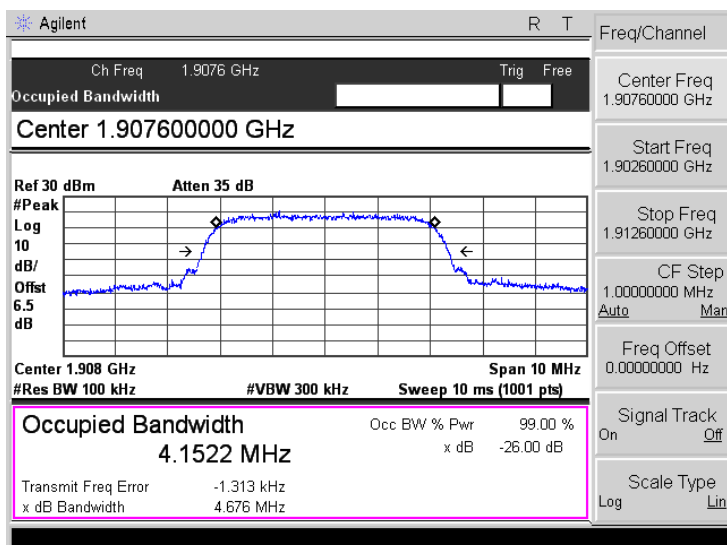 Agilent R T
Freq/Channel
Ch Freq 1.9076 GHz Trig Free
Occupied Bandwidth
Center 1.907600000 GHz
Ref 30 dBm Atten 35 dB
#Peak
Log
10
dB/
Offst
6.5
dB
Center 1.908 GHz Span 10 MHz
#Res BW 100 kHz #VBW 300 kHz Sweep 10 ms (1001 pts)
Occupied Bandwidth Occ BW % Pwr 99.00 %
4.1522 MHz x dB -26.00 dB
Transmit Freq Error -1.313 kHz
x dB Bandwidth 4.676 MHz
Center Freq
1.90760000 GHz
Start Freq
1.90260000 GHz
Stop Freq
1.91260000 GHz
CF Step
1.00000000 MHz
Auto Man
Freq Offset
0.00000000 Hz
Signal Track
On Off
Scale Type
Log Lin